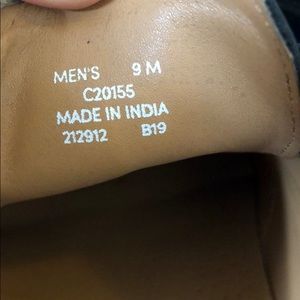 MEN'S 9 M
C20155
MADE IN INDIA
212912 B19